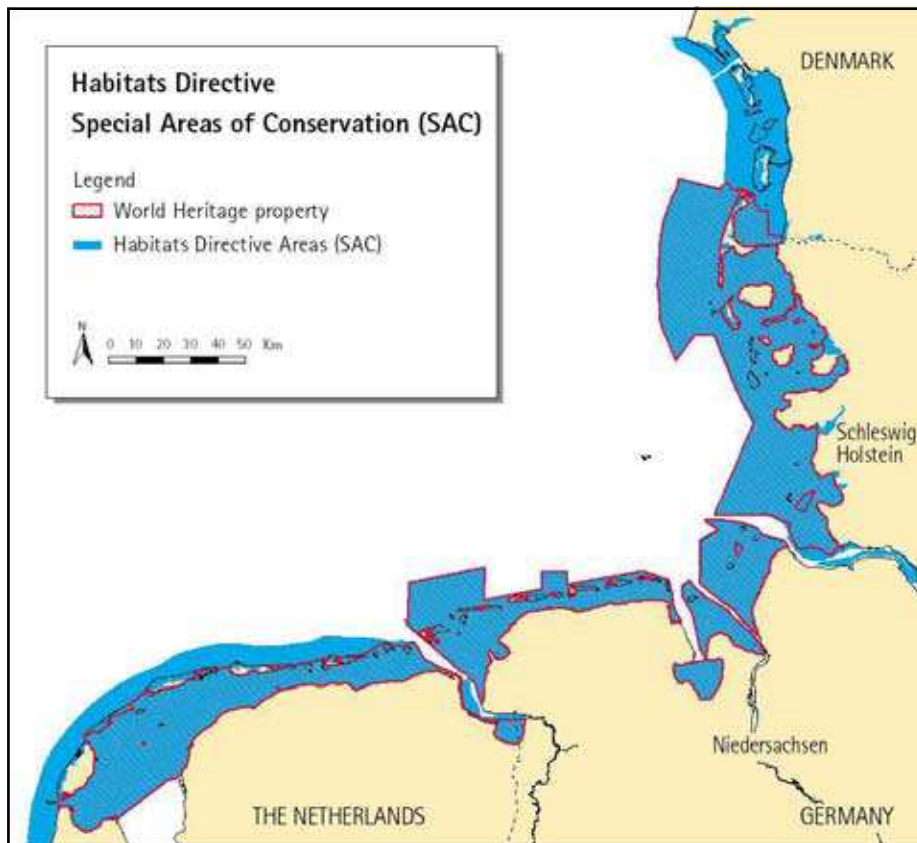 Habitats Directive
Special Areas of Conservation (SAC)
Legend
World Heritage property
Habitats Directive Areas (SAC)
N
0 10 20 30 40 50 Km
DENMARK
Schleswig
Holstein
Niedersachsen
THE NETHERLANDS
GERMANY